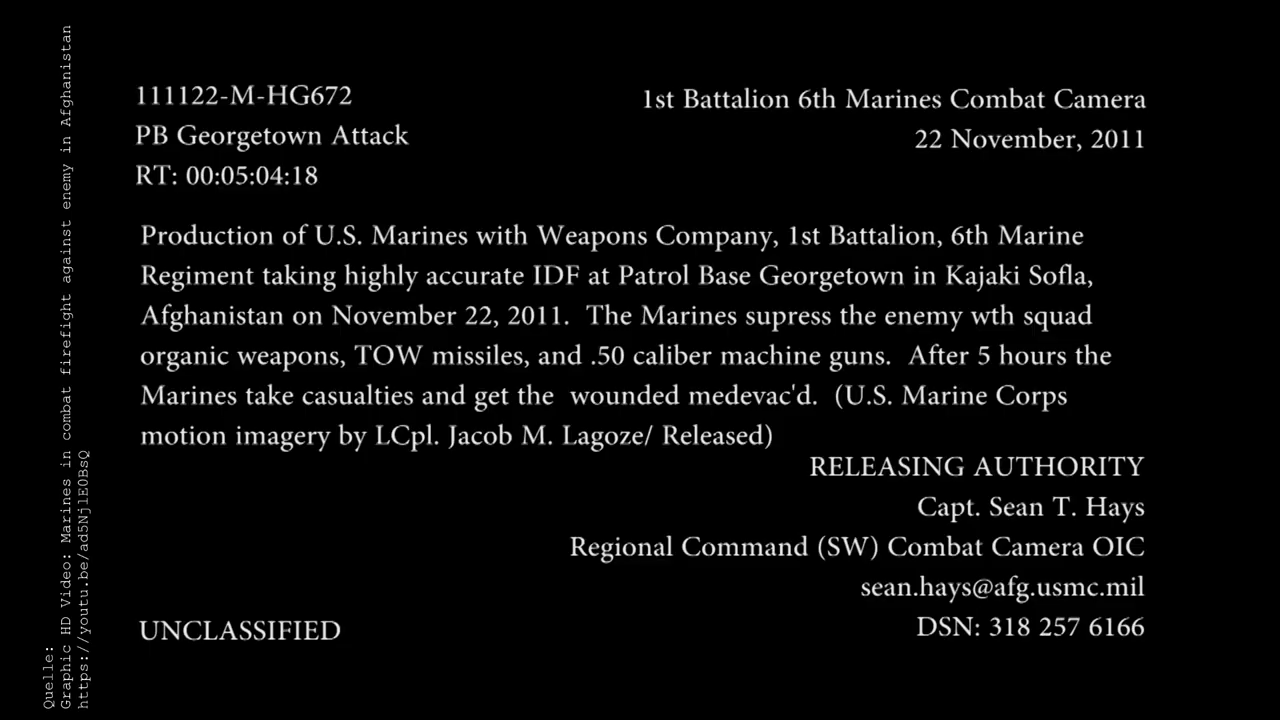 111122-M-HG672
PB Georgetown Attack
RT: 00:05:04:18
1st Battalion 6th Marines Combat Camera
22 November, 2011
Production of U.S. Marines with Weapons Company, 1st Battalion, 6th Marine
Regiment taking highly accurate IDF at Patrol Base Georgetown in Kajaki Sofla,
Afghanistan on November 22, 2011.  The Marines supress the enemy wth squad
organic weapons, TOW missiles, and .50 caliber machine guns.  After 5 hours the
Marines take casualties and get the  wounded medevac'd.  (U.S. Marine Corps
motion imagery by LCpl. Jacob M. Lagoze/ Released)
RELEASING AUTHORITY
Capt. Sean T. Hays
Regional Command (SW) Combat Camera OIC
sean.hays@afg.usmc.mil
DSN: 318 257 6166
UNCLASSIFIED
Quelle:
Graphic HD Video: Marines in combat firefight against enemy in Afghanistan
https://youtu.be/ad5Nj1E0BsQ